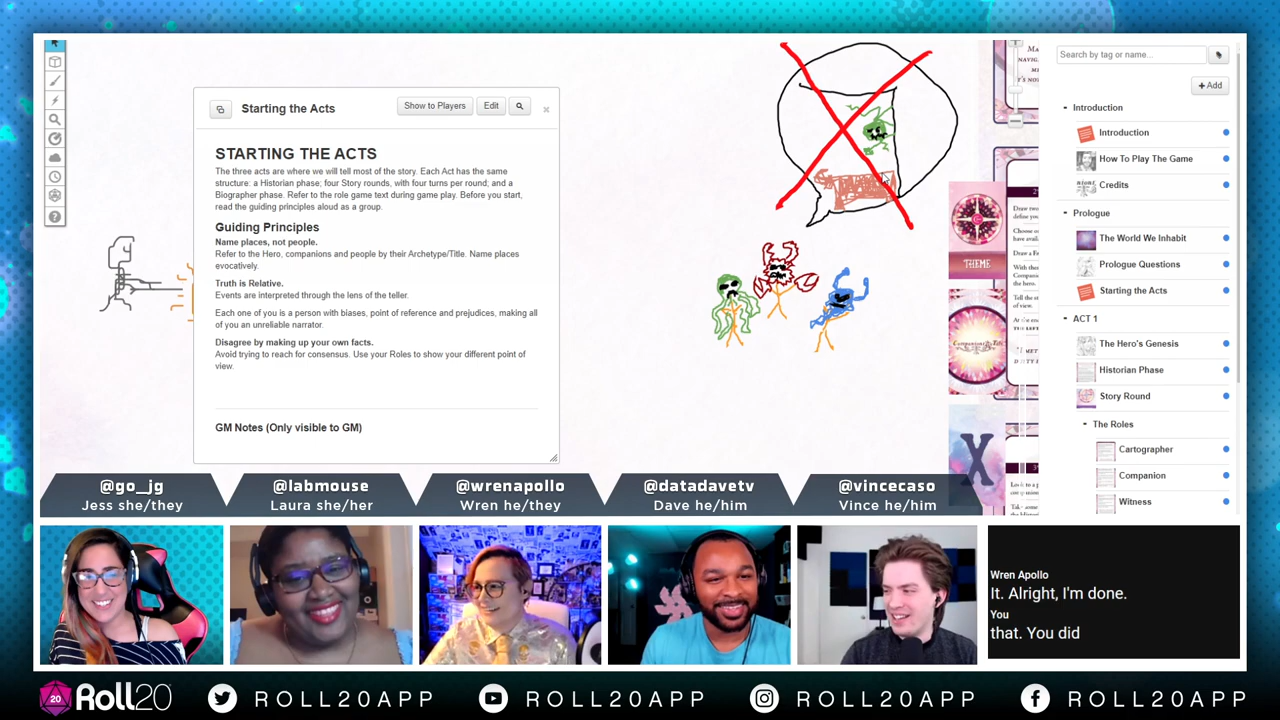 Starting the Acts
Show to Players
Edit
STARTING THE ACTS
The three acts are where we will tell most of the story. Each Act has the same
structure: a Historian phase; four Story rounds, with four turns per round; and a
Biographer phase. Refer to the role game text during game play. Before you start,
read the guiding principles aloud as a group.
Guiding Principles
Name places, not people.
Refer to the Hero, companions and people by their Archetype/Title. Name places
evocatively.
Truth is Relative.
Events are interpreted through the lens of the teller.
Each one of you is a person with biases, point of reference and prejudices, making all
of you an unreliable narrator.
Disagree by making up your own facts.
Avoid trying to reach for consensus. Use your Roles to show your different point of
view.
GM Notes (Only visible to GM)
THEME
X
Search by tag or name...
+ Add
Introduction
Introduction
How To Play The Game
Credits
Prologue
The World We Inhabit
Prologue Questions
Starting the Acts
ACT 1
The Hero's Genesis
Historian Phase
Story Round
The Roles
Cartographer
Companion
Witness
@go_jg
Jess she/they
@labmouse
Laura she/her
@wrenapollo
Wren he/they
@datadavetv
Dave he/him
@vincecaso
Vince he/him
Wren Apollo
It. Alright, I'm done.
You
that. You did
20
Roll20
ROLL20APP
ROLL20APP
ROLL20APP
ROLL20APP